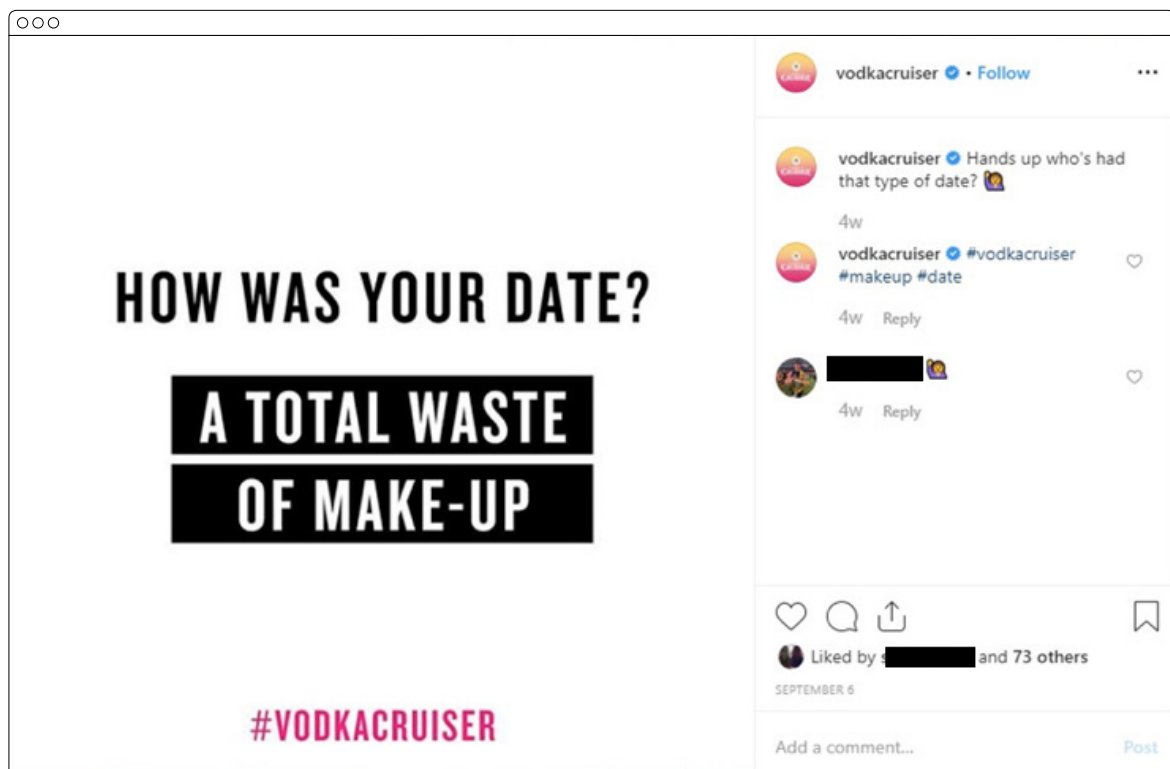 HOW WAS YOUR DATE?
A TOTAL WASTE
OF MAKE-UP
#VODKACRUISER
vodkacruiser • Follow
vodkacruiser Hands up who's had
that type of date? 🙋
4w
vodkacruiser #vodkacruiser
#makeup #date
4w Reply
🙋
4w Reply
Liked by s and 73 others
SEPTEMBER 6
Add a comment... Post